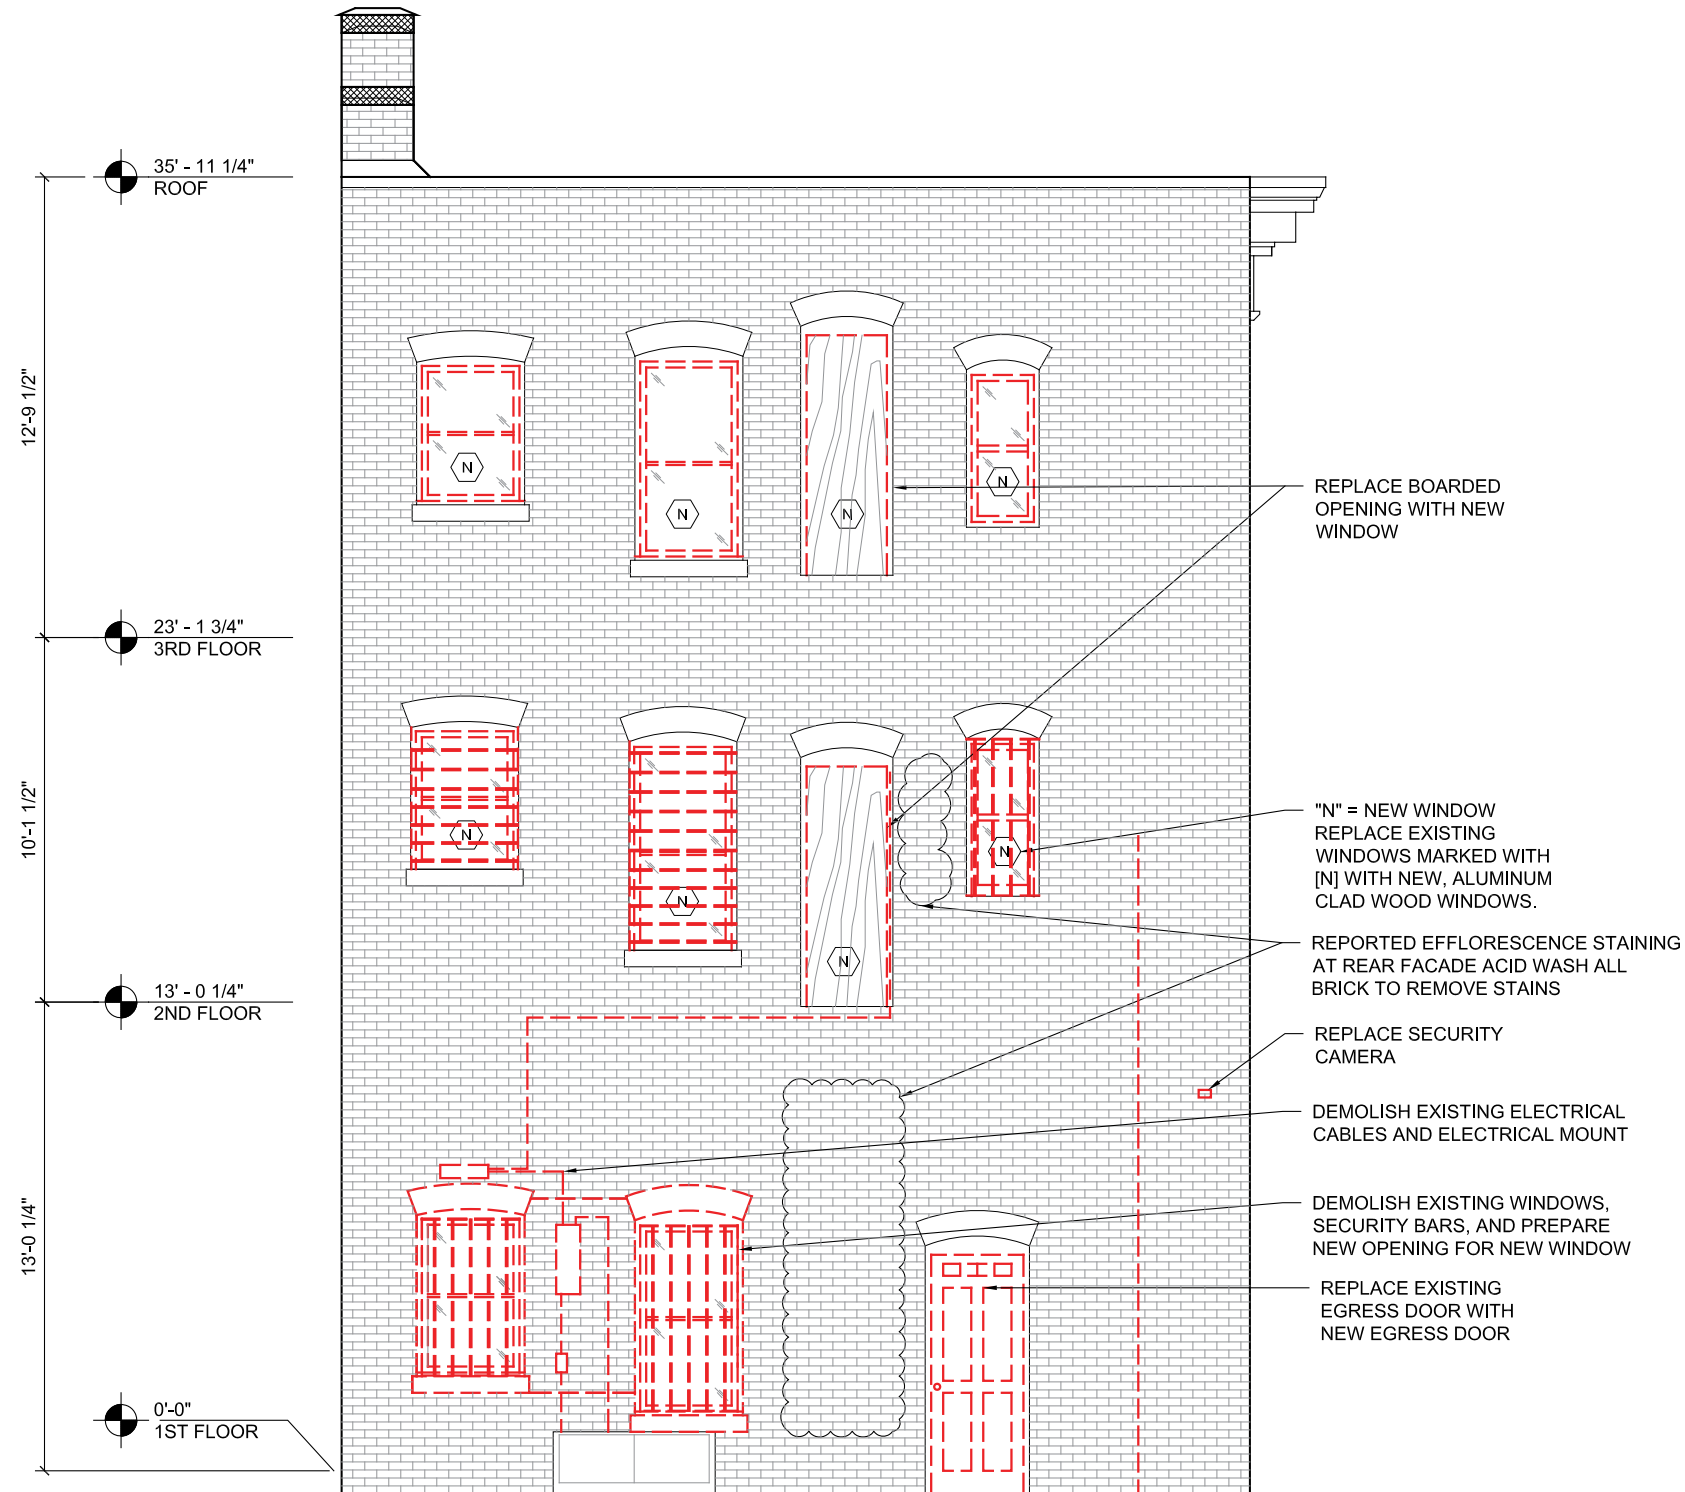 35' - 11 1/4"
ROOF
12'-9 1/2"
N
N
N
N
REPLACE BOARDED
OPENING WITH NEW
WINDOW
23' - 1 3/4"
3RD FLOOR
10'-1 1/2"
N
N
N
N
"N" = NEW WINDOW
REPLACE EXISTING
WINDOWS MARKED WITH
[N] WITH NEW, ALUMINUM
CLAD WOOD WINDOWS.
REPORTED EFFLORESCENCE STAINING
AT REAR FACADE ACID WASH ALL
BRICK TO REMOVE STAINS
13' - 0 1/4"
2ND FLOOR
REPLACE SECURITY
CAMERA
DEMOLISH EXISTING ELECTRICAL
CABLES AND ELECTRICAL MOUNT
13'-0 1/4"
DEMOLISH EXISTING WINDOWS,
SECURITY BARS, AND PREPARE
NEW OPENING FOR NEW WINDOW
REPLACE EXISTING
EGRESS DOOR WITH
NEW EGRESS DOOR
0'-0"
1ST FLOOR